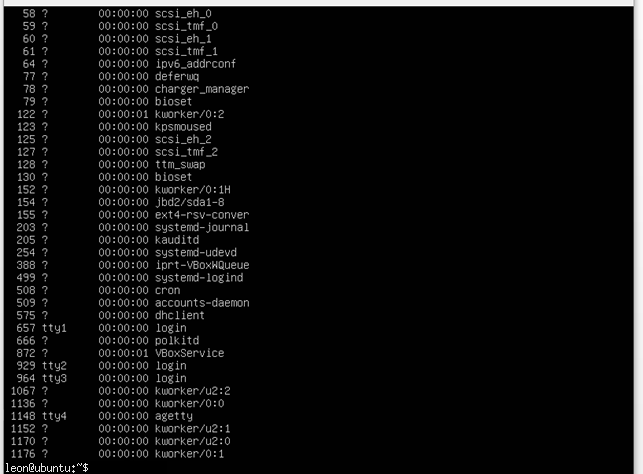 58 ? 00:00:00 scsi_eh_0
59 ? 00:00:00 scsi_tmf_0
60 ? 00:00:00 scsi_eh_1
61 ? 00:00:00 scsi_tmf_1
64 ? 00:00:00 ipv6_addrconf
77 ? 00:00:00 deferwq
78 ? 00:00:00 charger_manager
79 ? 00:00:00 bioset
122 ? 00:00:01 kworker/0:2
123 ? 00:00:00 kpsmoused
125 ? 00:00:00 scsi_eh_2
127 ? 00:00:00 scsi_tmf_2
128 ? 00:00:00 ttm_swap
130 ? 00:00:00 bioset
152 ? 00:00:00 kworker/0:1H
154 ? 00:00:00 jbd2/sda1-8
155 ? 00:00:00 ext4-rsv-conver
203 ? 00:00:00 systemd-journal
205 ? 00:00:00 kauditd
254 ? 00:00:00 systemd-udevd
388 ? 00:00:00 iprt-VBoxWQueue
499 ? 00:00:00 systemd-logind
508 ? 00:00:00 cron
509 ? 00:00:00 accounts-daemon
575 ? 00:00:00 dhclient
657 tty1 00:00:00 login
666 ? 00:00:00 polkitd
872 ? 00:00:01 VBoxService
929 tty2 00:00:00 login
964 tty3 00:00:00 login
1067 ? 00:00:00 kworker/u2:2
1136 ? 00:00:00 kworker/0:0
1148 tty4 00:00:00 agetty
1152 ? 00:00:00 kworker/u2:1
1170 ? 00:00:00 kworker/u2:0
1176 ? 00:00:00 kworker/0:1
leon@ubuntu:~$